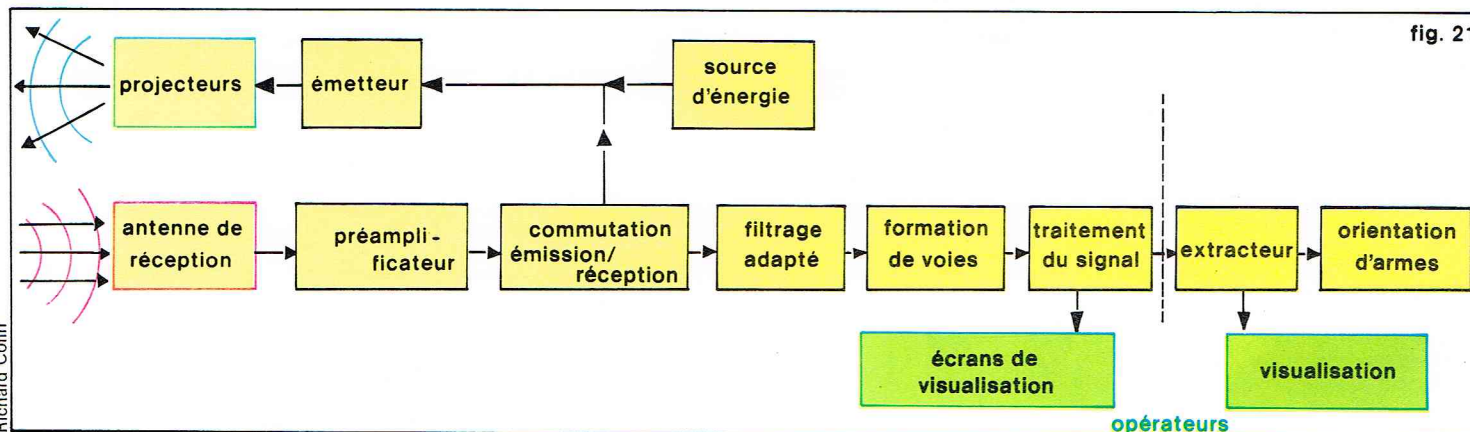 fig. 21
projecteurs
émetteur
source
d'énergie
antenne de
réception
préampli-
ficateur
commutation
émission/
réception
filtrage
adapté
formation
de voies
traitement
du signal
extracteur
orientation
d'armes
écrans de
visualisation
visualisation
opérateurs
Richard Collin